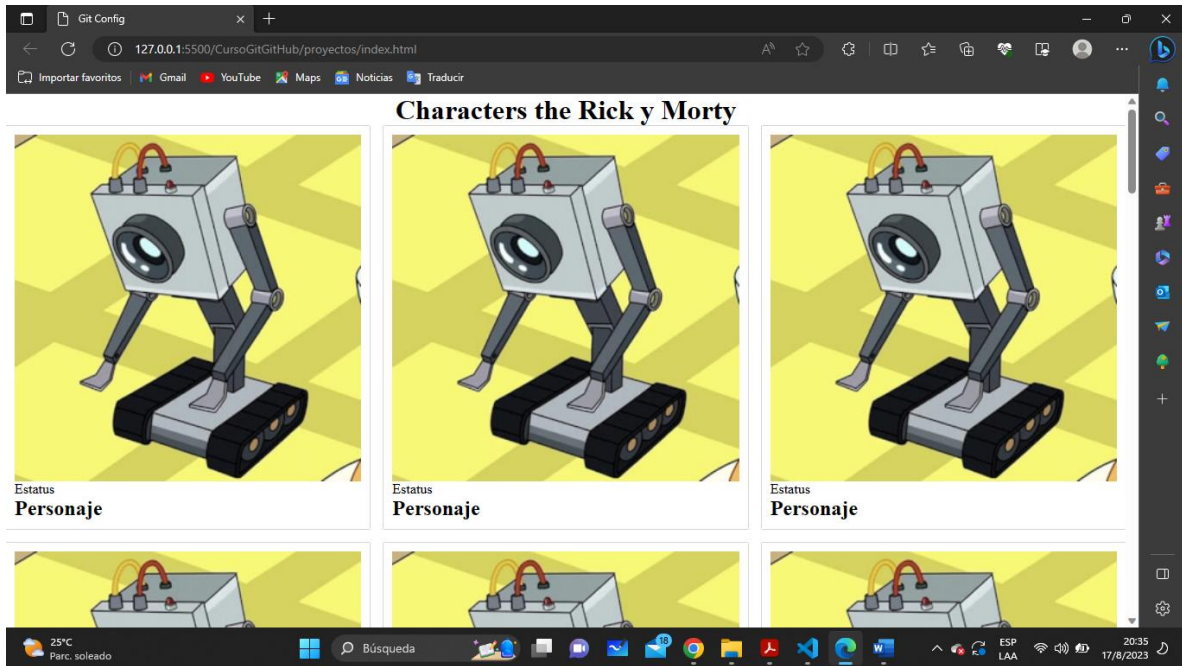 Git Config
127.0.0.1:5500/CursoGitGitHub/proyectos/index.html
Importar favoritos Gmail YouTube Maps Noticias Traducir
Characters the Rick y Morty
Estatus Estatus Estatus
Personaje Personaje Personaje
25°C
Parc. soleado
Búsqueda
18
ESP
LAA
20:35
17/8/2023